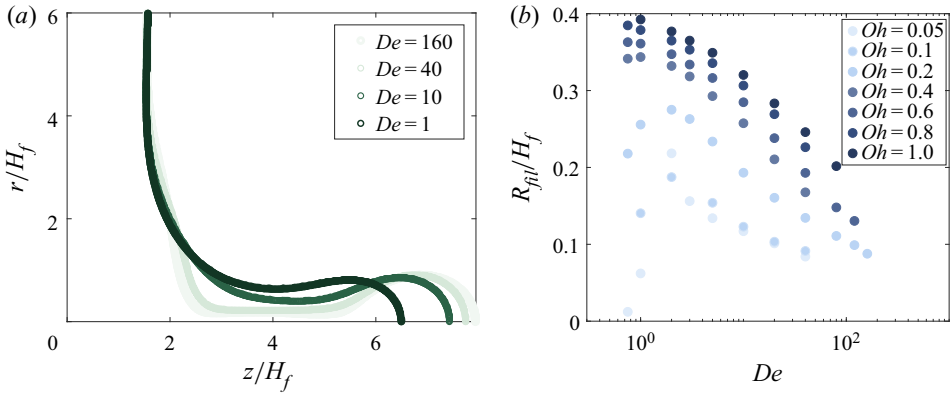 (a)
6
4
2
0
2
4
6
r/H_f
z/H_f
De = 160
De = 40
De = 10
De = 1
(b)
0.4
0.3
0.2
0.1
0
10^0
10^2
R_fil/H_f
De
Oh = 0.05
Oh = 0.1
Oh = 0.2
Oh = 0.4
Oh = 0.6
Oh = 0.8
Oh = 1.0